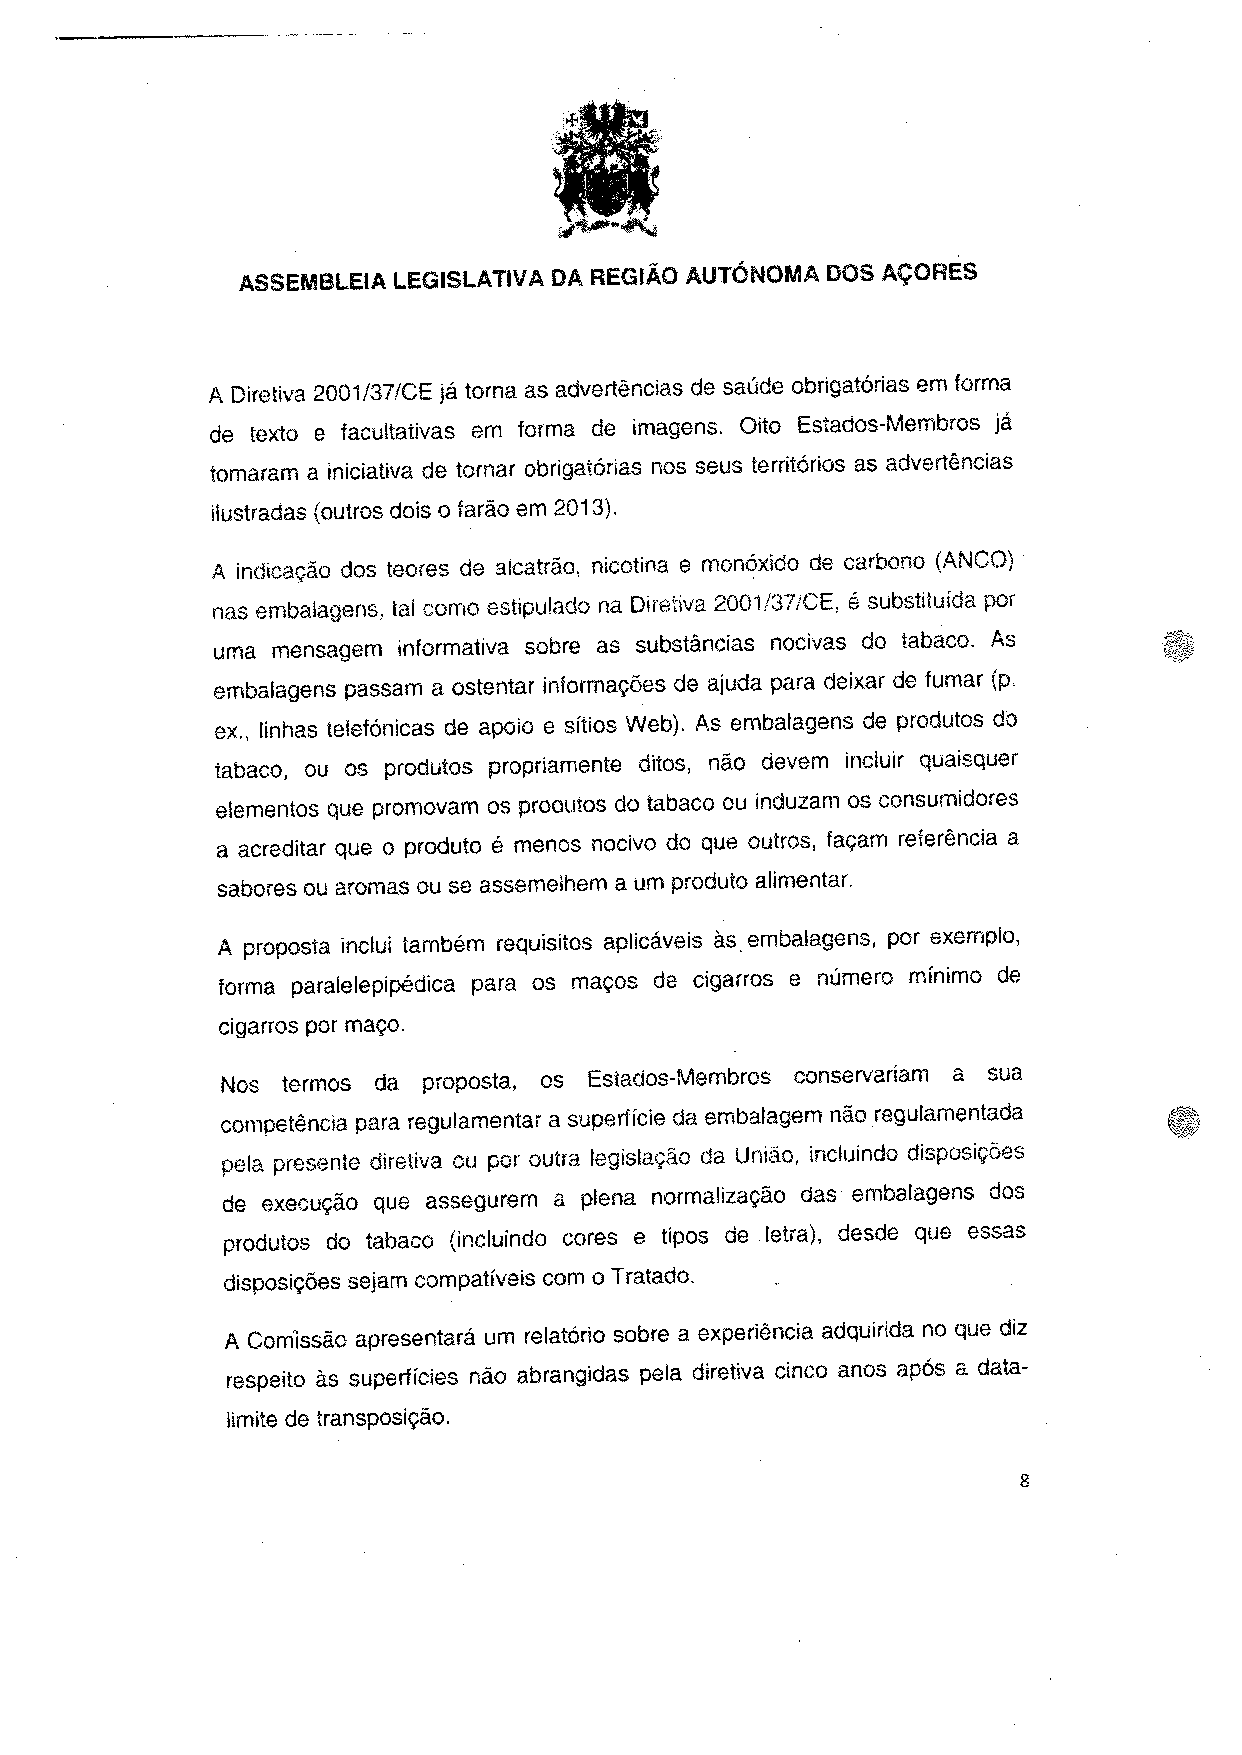 ASSEMBLEIA LEGISLATIVA DA REGIÃO AUTÓNOMA DOS AÇORES
A Diretiva 2001/37/CE já torna as advertências de saúde obrigatórias em forma
de texto e facultativas em forma de imagens. Oito Estados-Membros já
tomaram a iniciativa de tornar obrigatórias nos seus territórios as advertências
ilustradas (outros dois o farão em 2013).
A indicação dos teores de alcatrão, nicotina e monóxido de carbono (ANCO)
nas embalagens, tal como estipulado na Diretiva 2001/37/CE, é substituída por
uma mensagem informativa sobre as substâncias nocivas do tabaco. As
embalagens passam a ostentar informações de ajuda para deixar de fumar (p.
ex., linhas telefónicas de apoio e sítios Web). As embalagens de produtos do
tabaco, ou os produtos propriamente ditos, não devem incluir quaisquer
elementos que promovam os produtos do tabaco ou induzam os consumidores
a acreditar que o produto é menos nocivo do que outros, façam referência a
sabores ou aromas ou se assemelhem a um produto alimentar.
A proposta inclui também requisitos aplicáveis às embalagens, por exemplo,
forma paralelepipédica para os maços de cigarros e número mínimo de
cigarros por maço.
Nos termos da proposta, os Estados-Membros conservariam a sua
competência para regulamentar a superfície da embalagem não regulamentada
pela presente diretiva ou por outra legislação da União, incluindo disposições
de execução que assegurem a plena normalização das embalagens dos
produtos do tabaco (incluindo cores e tipos de letra), desde que essas
disposições sejam compatíveis com o Tratado.
A Comissão apresentará um relatório sobre a experiência adquirida no que diz
respeito às superfícies não abrangidas pela diretiva cinco anos após a data-
limite de transposição.
8